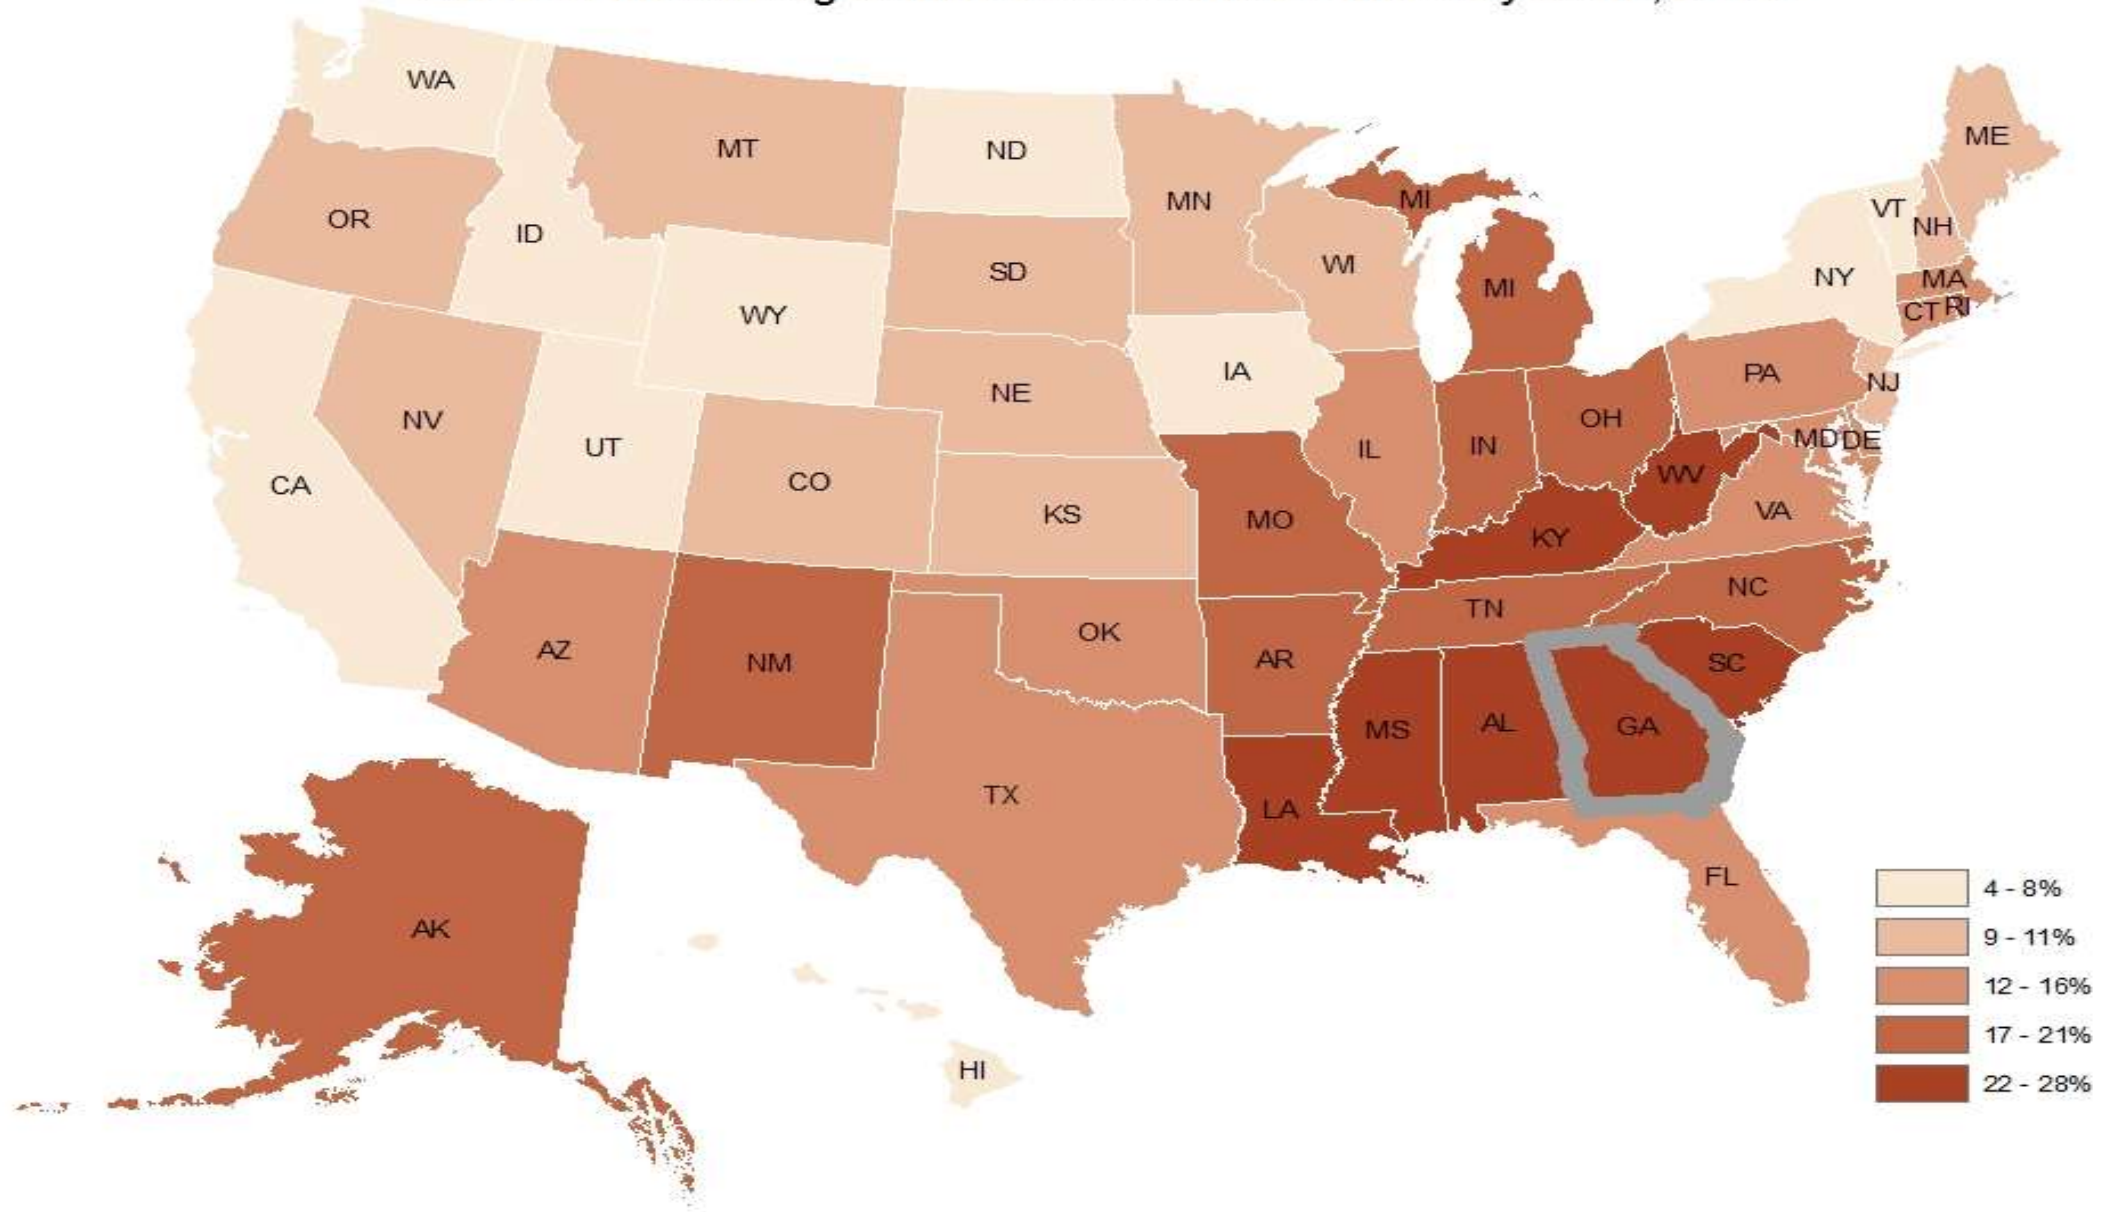 WA
MT
ND
MN
ME
OR
ID
SD
WI
MI
VT
NH
WY
MI
NY
MA
CT
RI
IA
NE
PA
NJ
NV
UT
CO
IL
IN
OH
MD
DE
CA
KS
MO
WV
VA
KY
NC
TN
AZ
NM
OK
AR
SC
MS
AL
GA
TX
LA
FL
AK
HI
4 - 8%
9 - 11%
12 - 16%
17 - 21%
22 - 28%